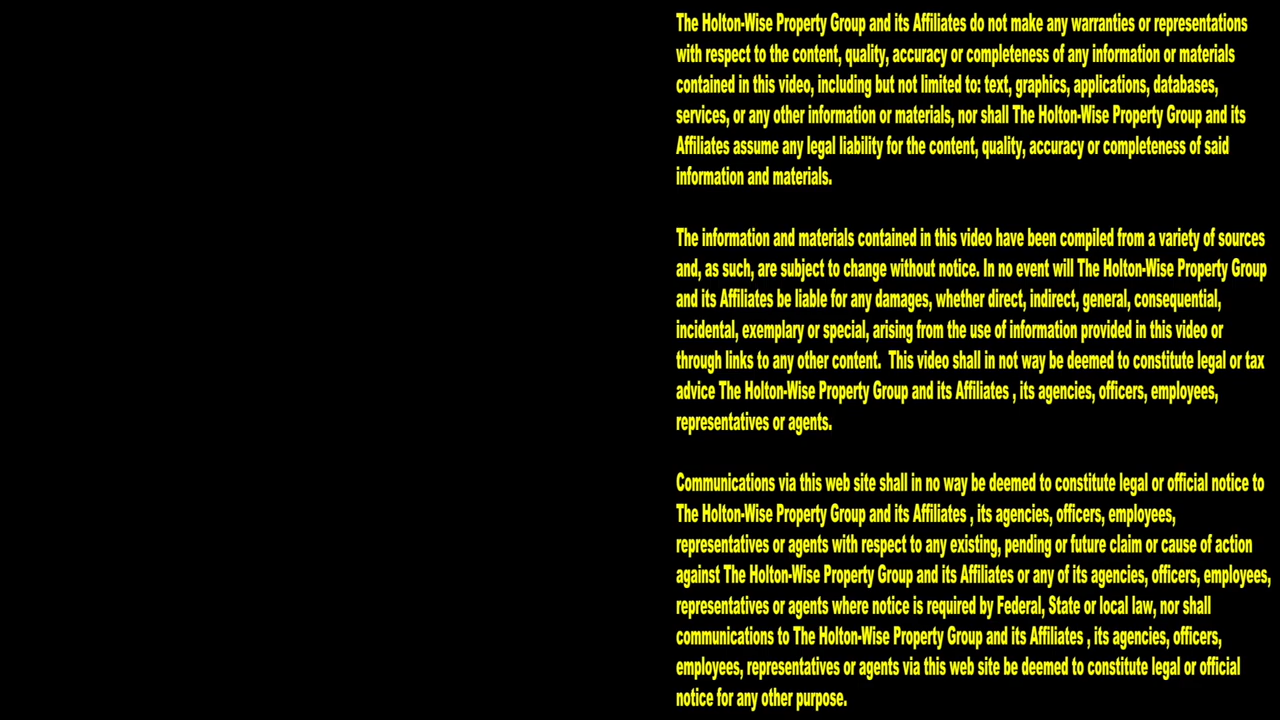 The Holton-Wise Property Group and its Affiliates do not make any warranties or representations
with respect to the content, quality, accuracy or completeness of any information or materials
contained in this video, including but not limited to: text, graphics, applications, databases,
services, or any other information or materials, nor shall The Holton-Wise Property Group and its
Affiliates assume any legal liability for the content, quality, accuracy or completeness of said
information and materials.
The information and materials contained in this video have been compiled from a variety of sources
and, as such, are subject to change without notice. In no event will The Holton-Wise Property Group
and its Affiliates be liable for any damages, whether direct, indirect, general, consequential,
incidental, exemplary or special, arising from the use of information provided in this video or
through links to any other content.  This video shall in not way be deemed to constitute legal or tax
advice The Holton-Wise Property Group and its Affiliates , its agencies, officers, employees,
representatives or agents.
Communications via this web site shall in no way be deemed to constitute legal or official notice to
The Holton-Wise Property Group and its Affiliates , its agencies, officers, employees,
representatives or agents with respect to any existing, pending or future claim or cause of action
against The Holton-Wise Property Group and its Affiliates or any of its agencies, officers, employees,
representatives or agents where notice is required by Federal, State or local law, nor shall
communications to The Holton-Wise Property Group and its Affiliates , its agencies, officers,
employees, representatives or agents via this web site be deemed to constitute legal or official
notice for any other purpose.